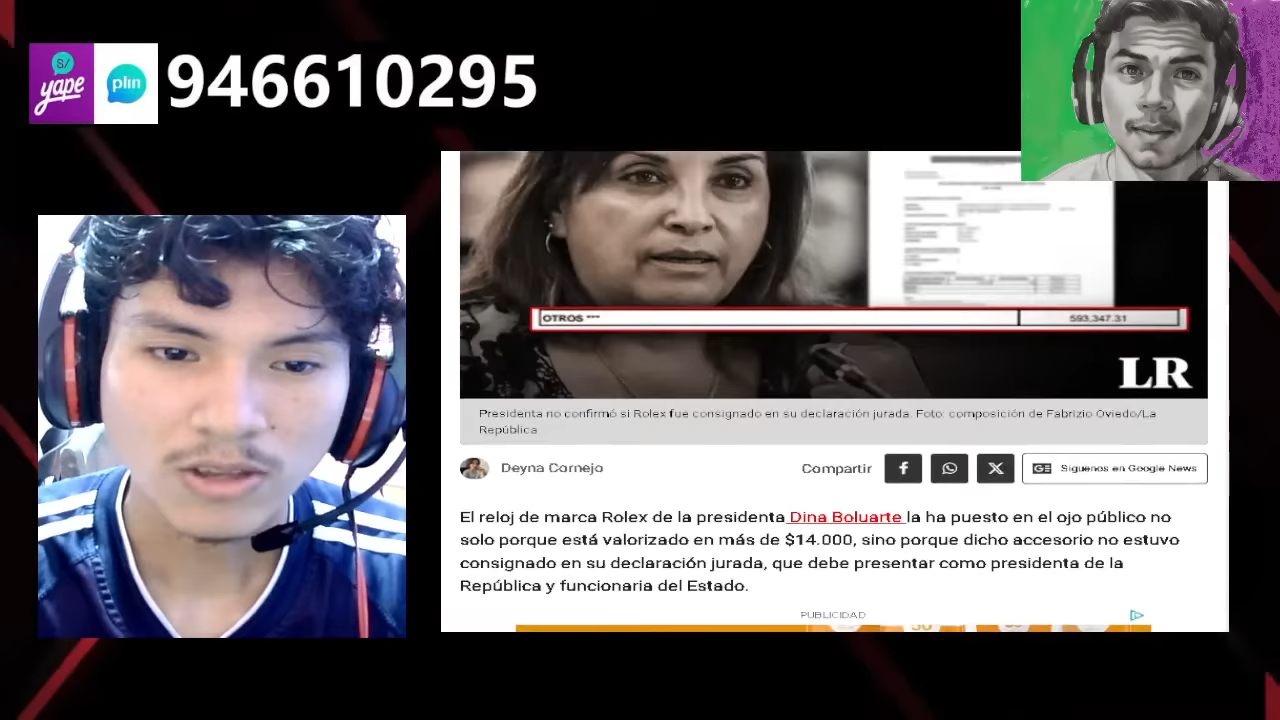 S/
yape
plin
946610295
OTROS ***
593,347.31
LR
Presidenta no confirmó si Rolex fue consignado en su declaración jurada. Foto: composición de Fabrizio Oviedo/La
República
Deyna Cornejo
Compartir
Síguenos en Google News
El reloj de marca Rolex de la presidenta Dina Boluarte la ha puesto en el ojo público no
solo porque está valorizado en más de $14.000, sino porque dicho accesorio no estuvo
consignado en su declaración jurada, que debe presentar como presidenta de la
República y funcionaria del Estado.
PUBLICIDAD